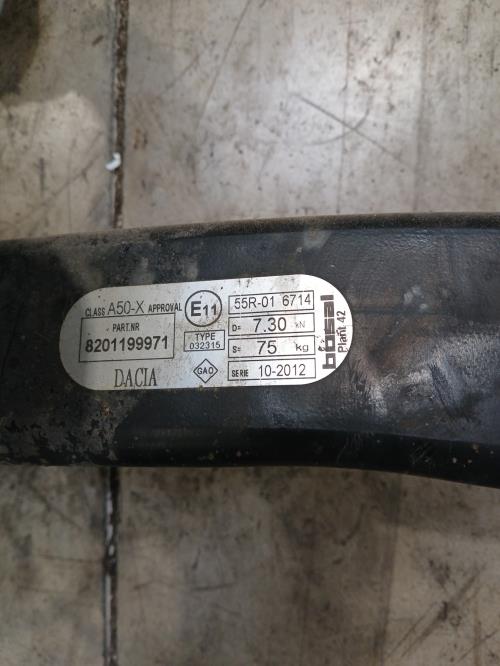 CLASS A50-X APPROVAL
E11
55R-01 6714
PART.NR
8201199971
TYPE
032315
D= 7.30 kN
S= 75 kg
DACIA
GAO
SERIE 10-2012
bosal
Plant 42